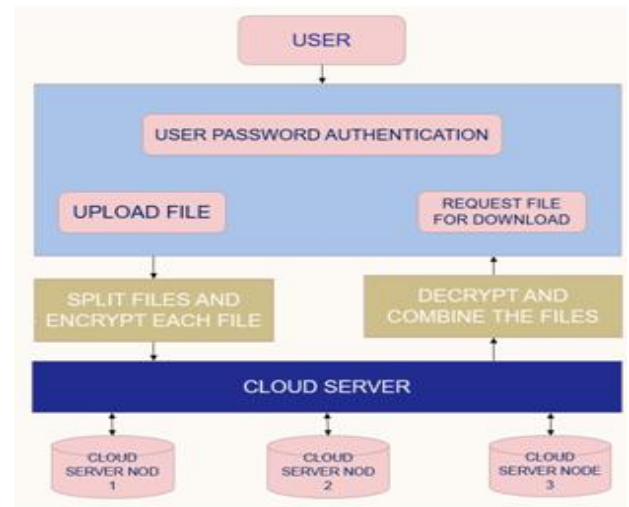 USER
USER PASSWORD AUTHENTICATION
UPLOAD FILE
REQUEST FILE
FOR DOWNLOAD
SPLIT FILES AND
ENCRYPT EACH FILE
DECRYPT AND
COMBINE THE FILES
CLOUD SERVER
CLOUD
SERVER NOD
1
CLOUD
SERVER NOD
2
CLOUD
SERVER NODE
3